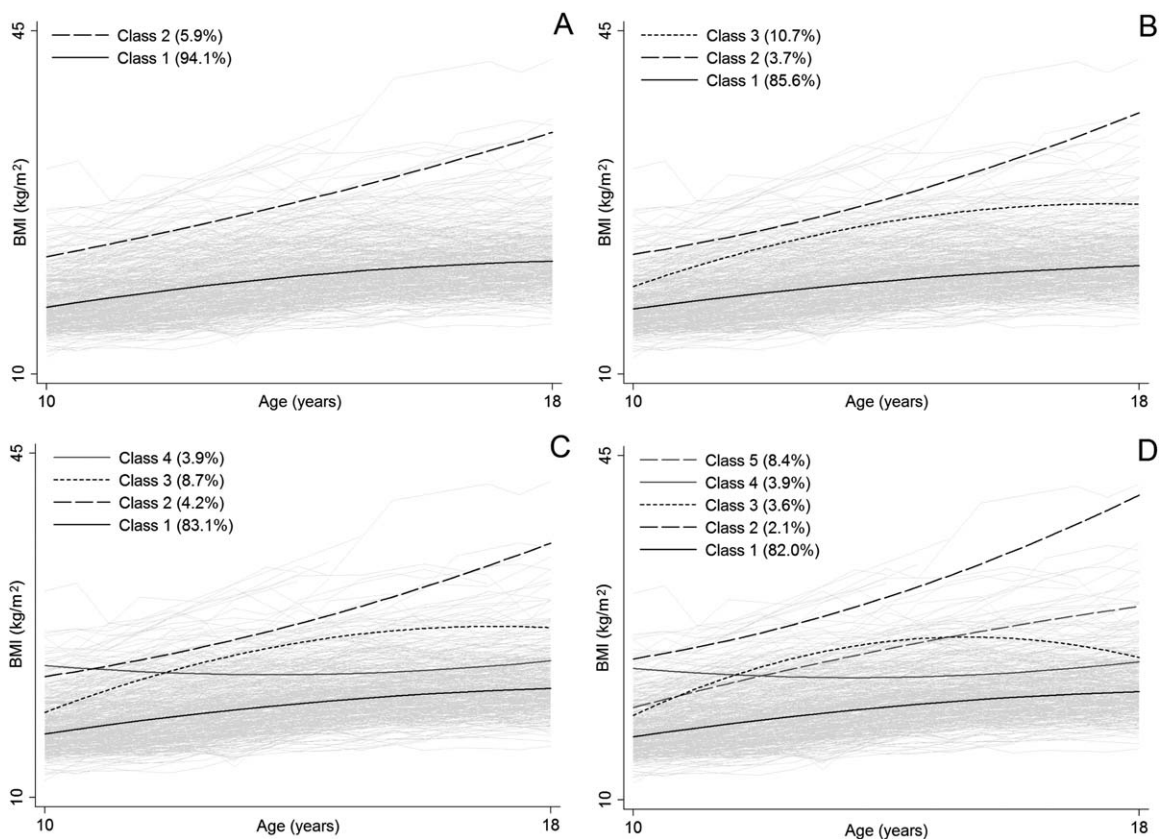 A
45
Class 2 (5.9%)
Class 1 (94.1%)
BMI (kg/m²)
10
10
Age (years)
18
B
45
Class 3 (10.7%)
Class 2 (3.7%)
Class 1 (85.6%)
BMI (kg/m²)
10
10
Age (years)
18
C
45
Class 4 (3.9%)
Class 3 (8.7%)
Class 2 (4.2%)
Class 1 (83.1%)
BMI (kg/m²)
10
10
Age (years)
18
D
45
Class 5 (8.4%)
Class 4 (3.9%)
Class 3 (3.6%)
Class 2 (2.1%)
Class 1 (82.0%)
BMI (kg/m²)
10
10
Age (years)
18